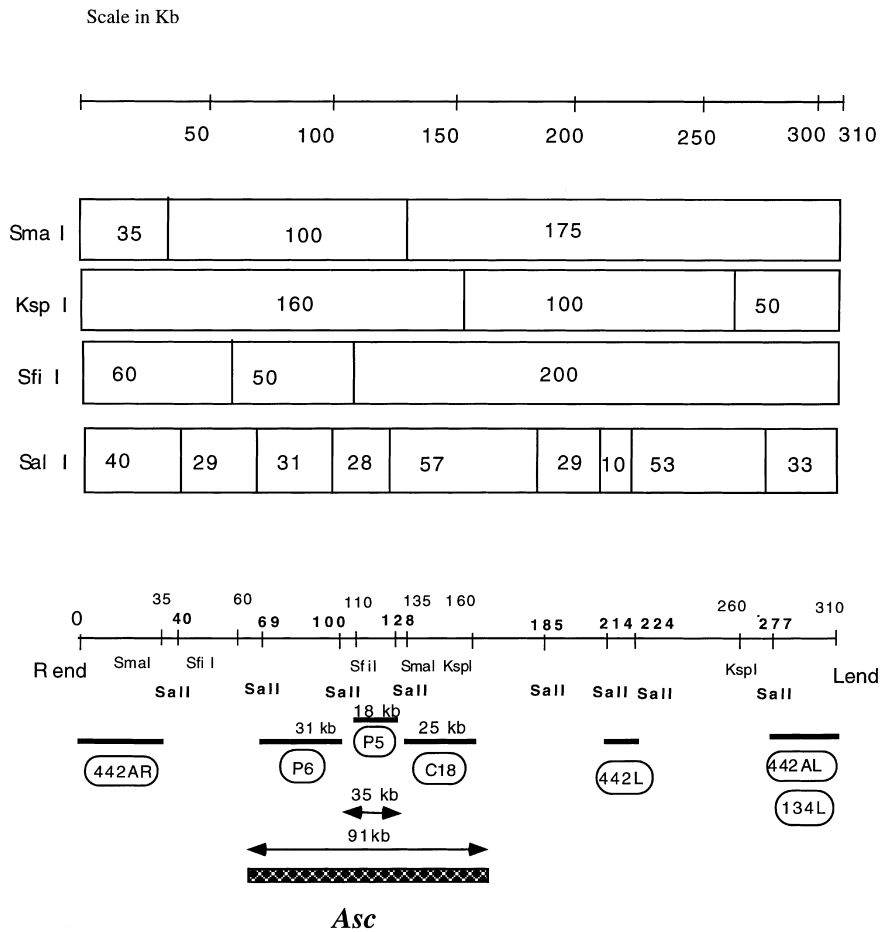 Scale in Kb
50 100 150 200 250 300 310
Sma I 35 100 175
Ksp I 160 100 50
Sfi I 60 50 200
Sal I 40 29 31 28 57 29 10 53 33
0 35 40 60 69 100 110 128 135 160 185 214 224 260 277 310
R end SmaI Sfi I SfiI SmaI KspI KspI Lend
SalI SalI SalI SalI SalI SalI SalI SalI
31 kb 18 kb 25 kb
442AR P6 P5 C18 442L 442AL
134L
35 kb
91kb
Asc